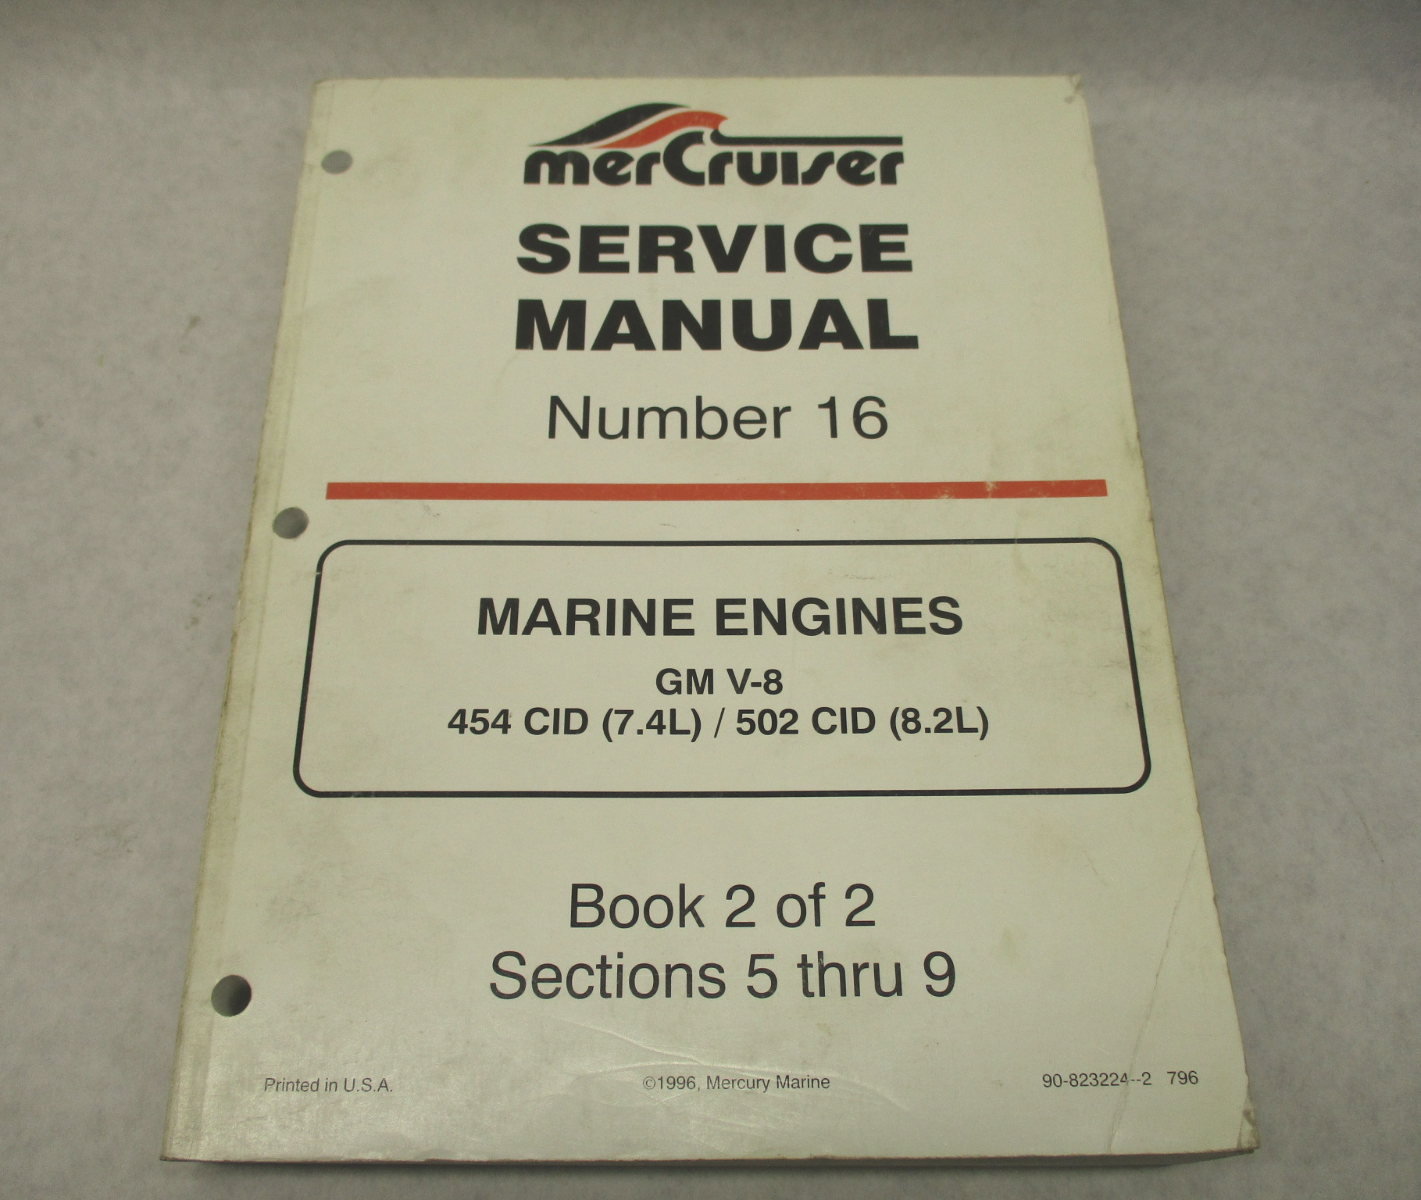 merCruiser
SERVICE
MANUAL
Number 16
MARINE ENGINES
GM V-8
454 CID (7.4L) / 502 CID (8.2L)
Book 2 of 2
Sections 5 thru 9
Printed in U.S.A.
©1996, Mercury Marine
90-823224--2 796